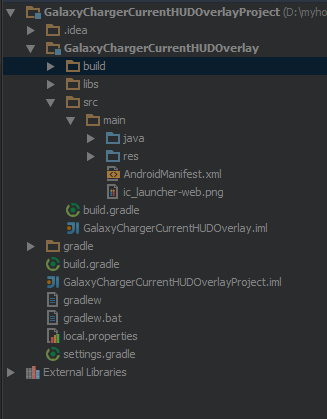 GalaxyChargerCurrentHUDOverlayProject (D:\myho
.idea
GalaxyChargerCurrentHUDOverlay
build
libs
src
main
java
res
AndroidManifest.xml
ic_launcher-web.png
build.gradle
GalaxyChargerCurrentHUDOverlay.iml
gradle
build.gradle
GalaxyChargerCurrentHUDOverlayProject.iml
gradlew
gradlew.bat
local.properties
settings.gradle
External Libraries